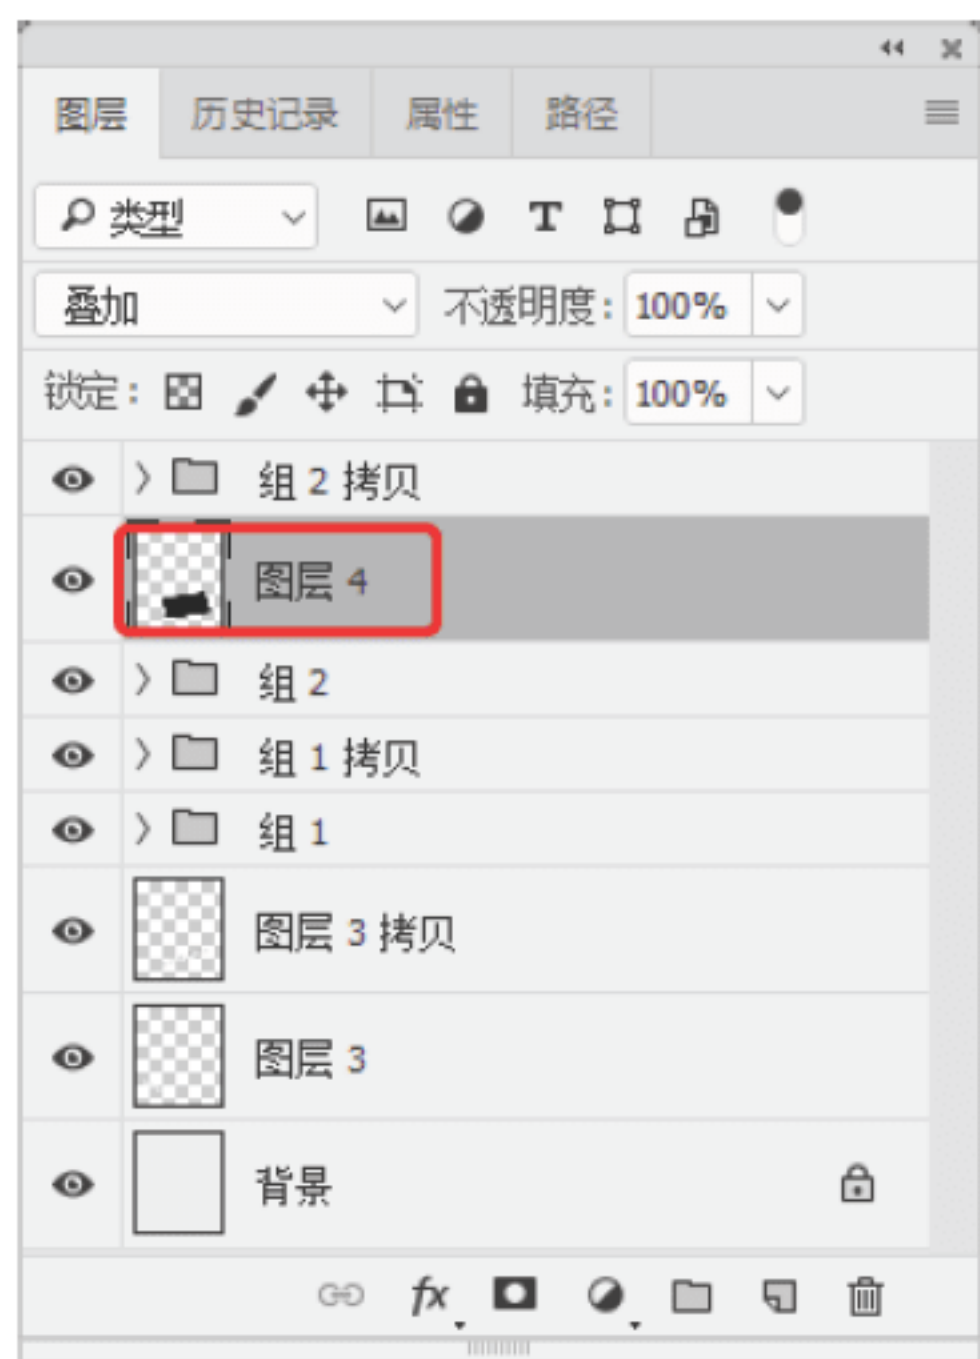 图层 历史记录 属性 路径
类型
叠加 不透明度: 100%
锁定: 填充: 100%
组 2 拷贝
图层 4
组 2
组 1 拷贝
组 1
图层 3 拷贝
图层 3
背景
fx